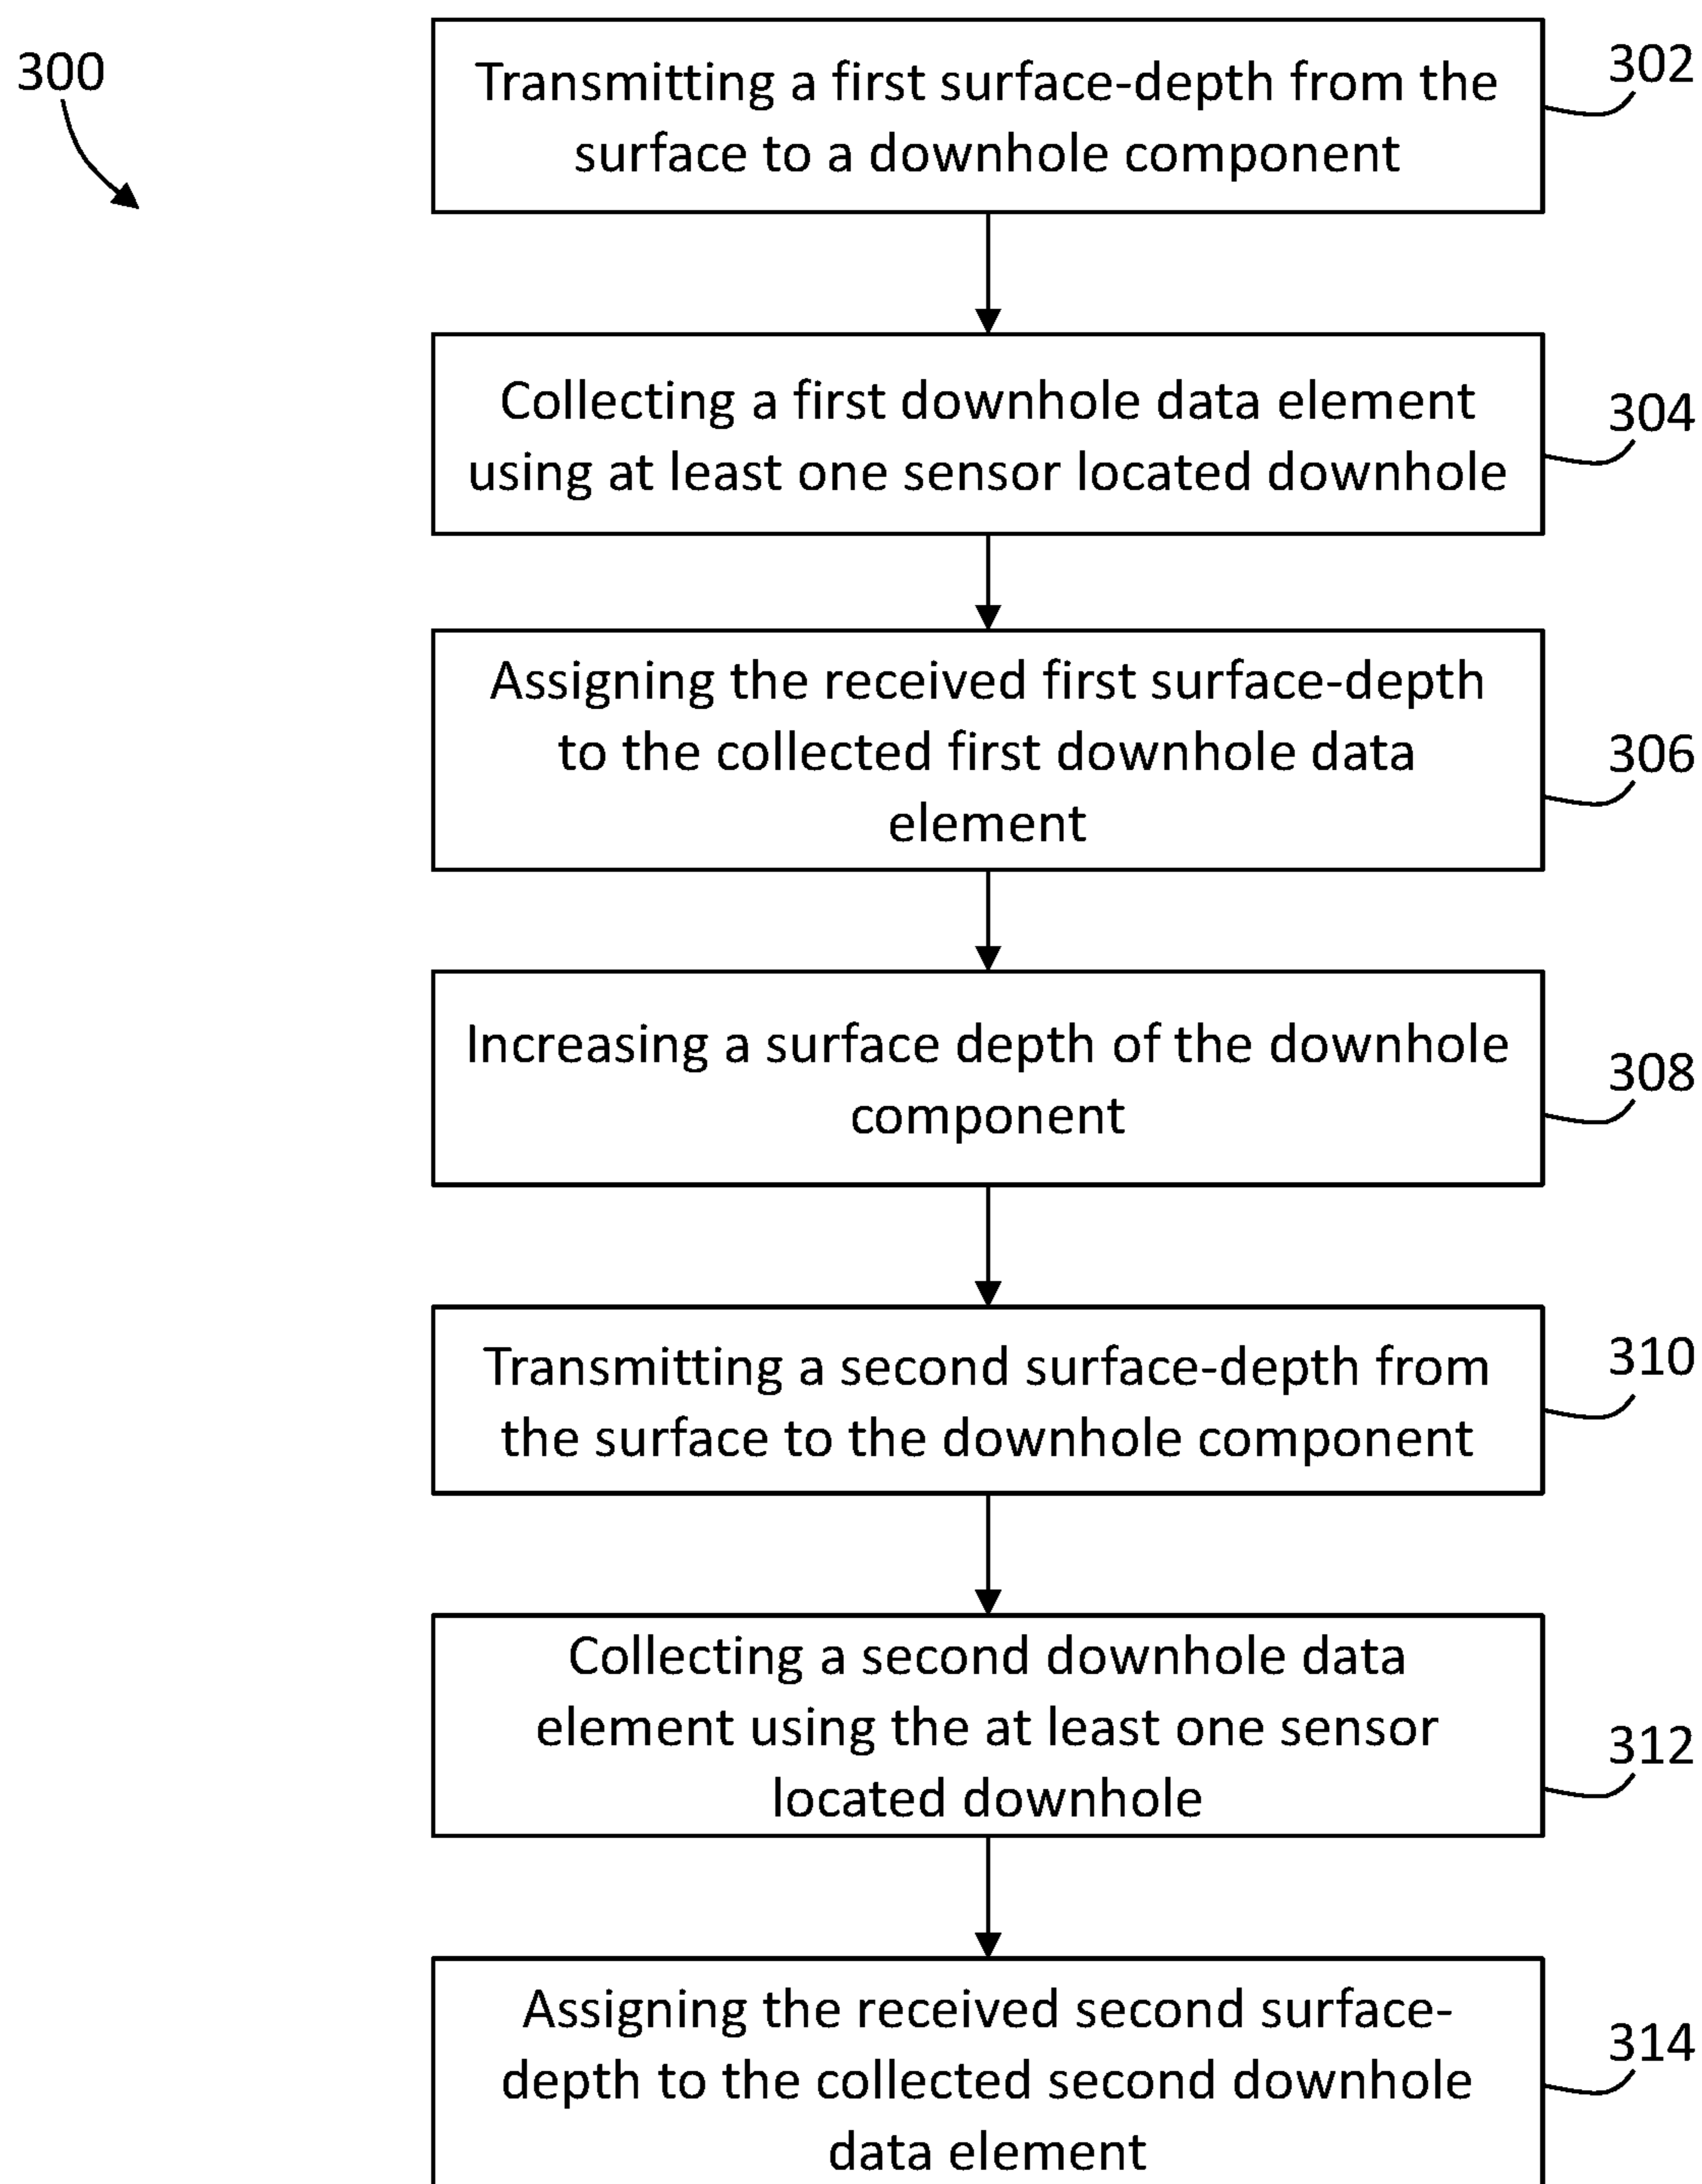 300
Transmitting a first surface-depth from the
surface to a downhole component
302
Collecting a first downhole data element
using at least one sensor located downhole
304
Assigning the received first surface-depth
to the collected first downhole data
element
306
Increasing a surface depth of the downhole
component
308
Transmitting a second surface-depth from
the surface to the downhole component
310
Collecting a second downhole data
element using the at least one sensor
located downhole
312
Assigning the received second surface-
depth to the collected second downhole
data element
314